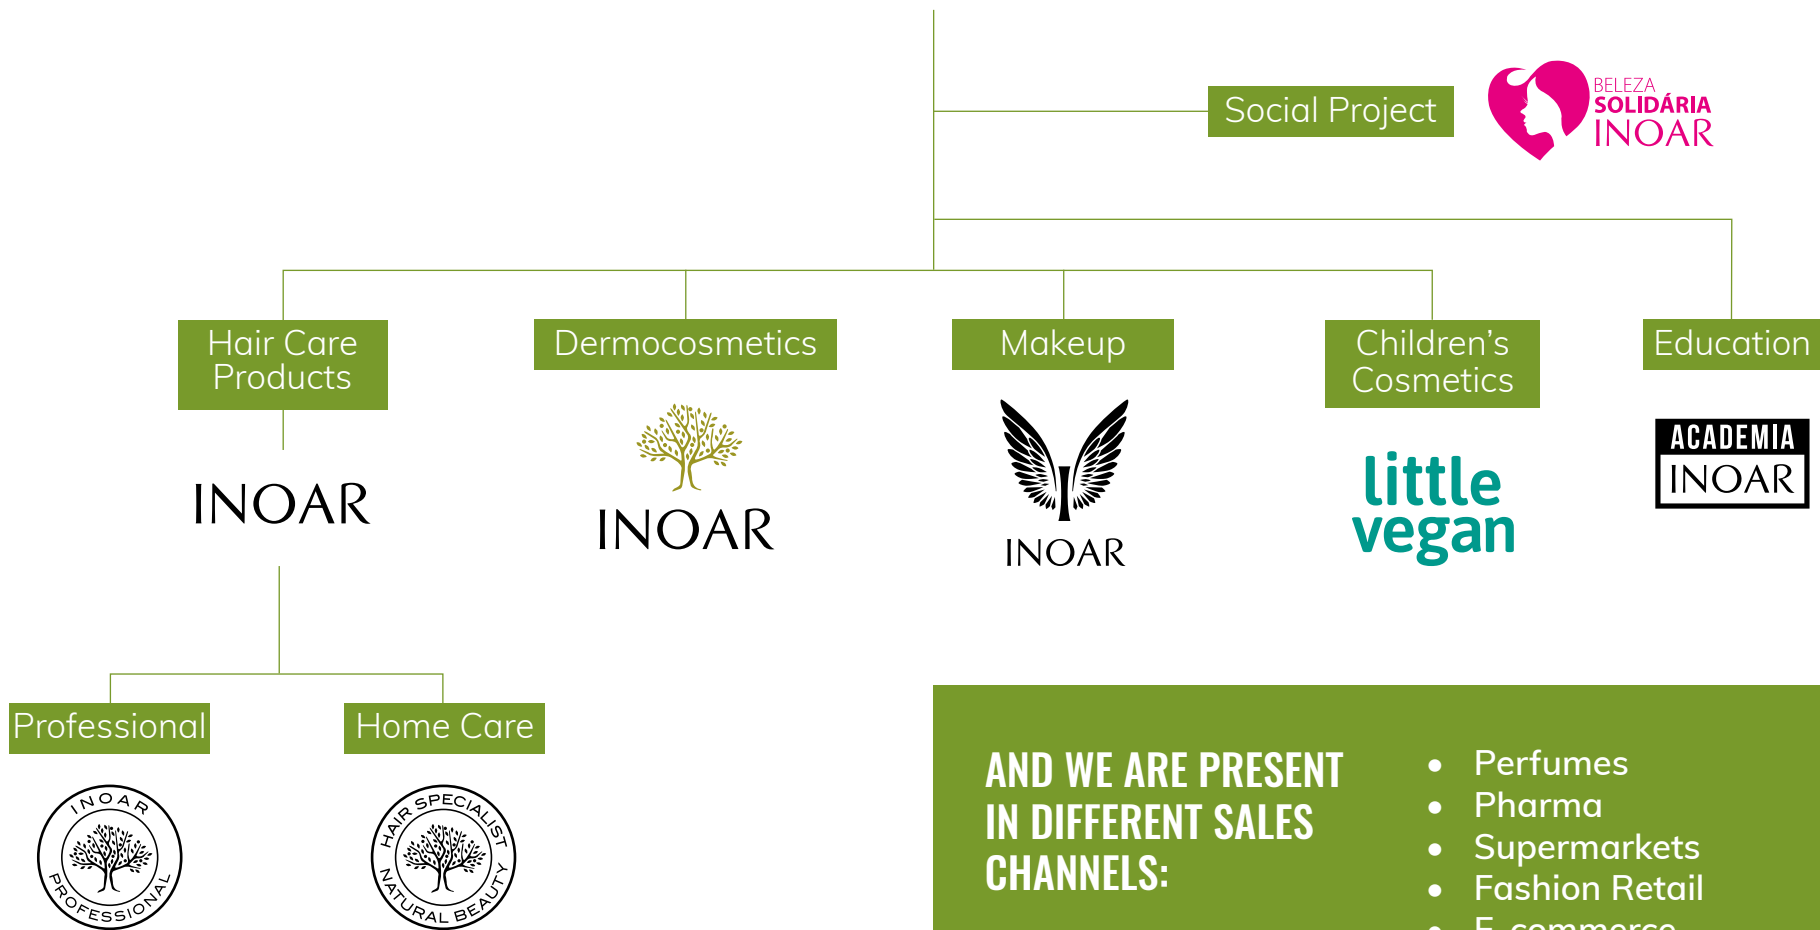 Social Project
BELEZA
SOLIDÁRIA
INOAR
Hair Care
Products
Dermocosmetics
Makeup
Children’s
Cosmetics
Education
INOAR
INOAR
INOAR
little
vegan
ACADEMIA
INOAR
Professional
Home Care
INOAR
PROFESSIONAL
HAIR SPECIALIST
NATURAL BEAUTY
AND WE ARE PRESENT
IN DIFFERENT SALES
CHANNELS:
• Perfumes
• Pharma
• Supermarkets
• Fashion Retail
• E-commerce